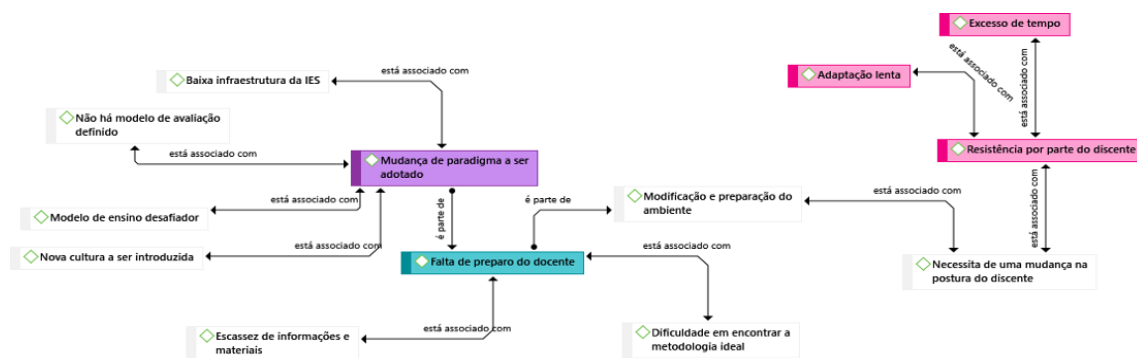 Excesso de tempo
está associado com
está associado com
Adaptação lenta
está associado com
Baixa infraestrutura da IES
Não há modelo de avaliação
definido
está associado com
Resistência por parte do discente
Mudança de paradigma a ser
adotado
está associado com
Modelo de ensino desafiador
é parte de
é parte de
Modificação e preparação do
ambiente
está associado com
está associado com
Nova cultura a ser introduzida
está associado com
Falta de preparo do docente
está associado com
Necessita de uma mudança na
postura do discente
Escassez de informações e
materiais
está associado com
Dificuldade em encontrar a
metodologia ideal